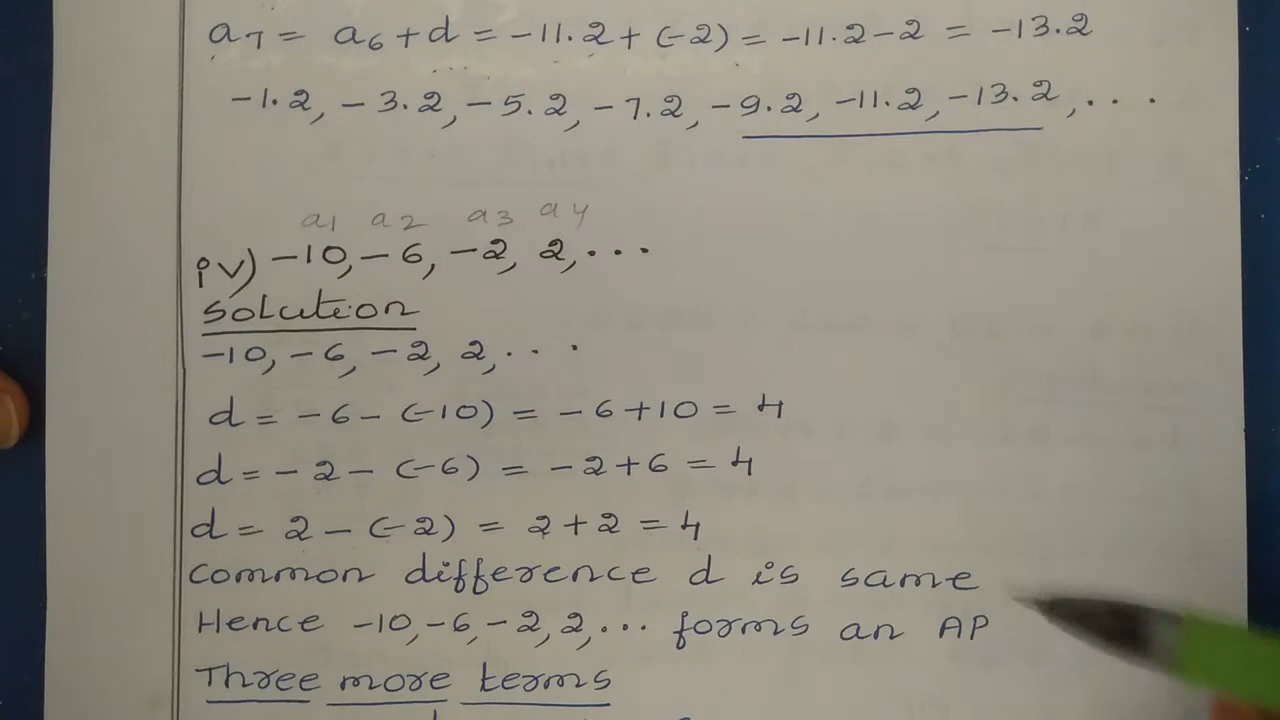 a7 = a6 + d = -11.2 + (-2) = -11.2 - 2 = -13.2
-1.2, -3.2, -5.2, -7.2, -9.2, -11.2, -13.2, ...
a1 a2 a3 a4
iv) -10, -6, -2, 2, ...
Solution
-10, -6, -2, 2, ...
d = -6 - (-10) = -6 + 10 = 4
d = -2 - (-6) = -2 + 6 = 4
d = 2 - (-2) = 2 + 2 = 4
Common difference d is same
Hence -10, -6, -2, 2, ... forms an AP
Three more terms